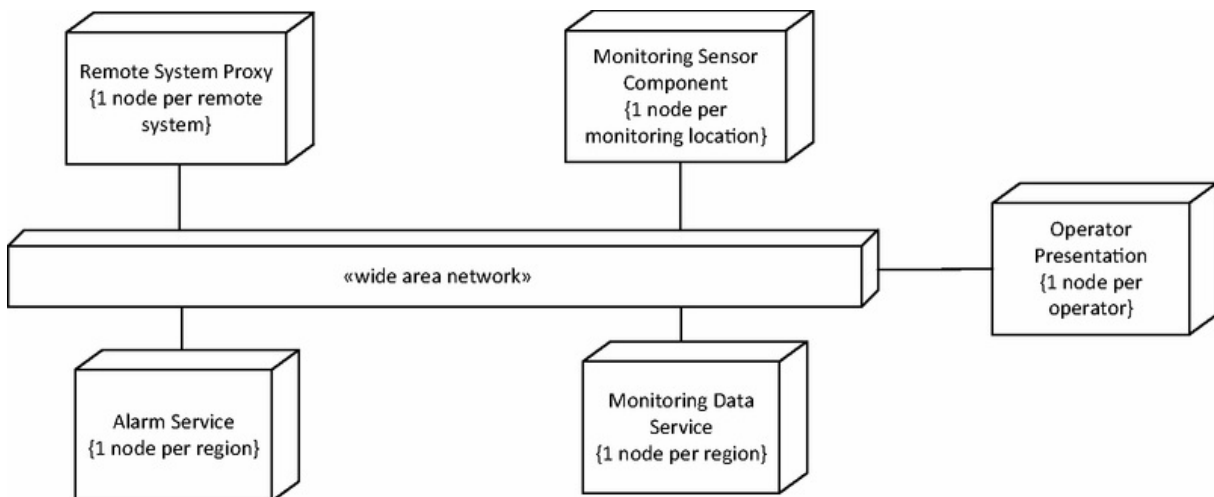 Remote System Proxy
{1 node per remote
system}
Monitoring Sensor
Component
{1 node per
monitoring location}
«wide area network»
Operator
Presentation
{1 node per
operator}
Alarm Service
{1 node per region}
Monitoring Data
Service
{1 node per region}